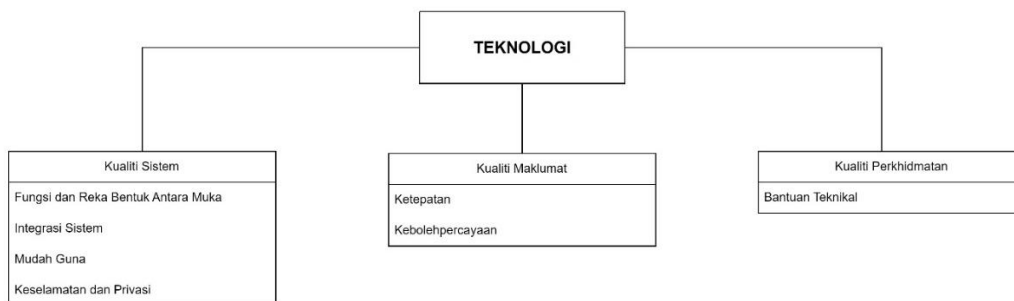 TEKNOLOGI
Kualiti Sistem
Fungsi dan Reka Bentuk Antara Muka
Integrasi Sistem
Mudah Guna
Keselamatan dan Privasi
Kualiti Maklumat
Ketepatan
Kebolehpercayaan
Kualiti Perkhidmatan
Bantuan Teknikal